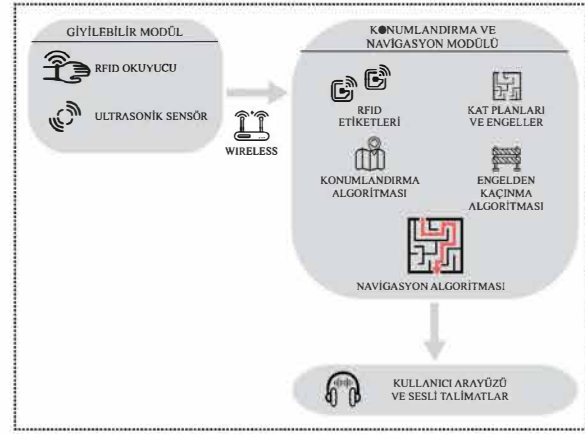 GİYİLEBİLİR MODÜL
RFID OKUYUCU
ULTRASONİK SENSÖR
WIRELESS
KONUMLANDIRMA VE
NAVİGASYON MODÜLÜ
RFID
ETİKETLERİ
KAT PLANLARI
VE ENGELLER
KONUMLANDIRMA
ALGORİTMASI
ENGELDEN
KAÇINMA
ALGORİTMASI
NAVİGASYON ALGORİTMASI
KULLANICI ARAYÜZÜ
VE SESLİ TALİMATLAR